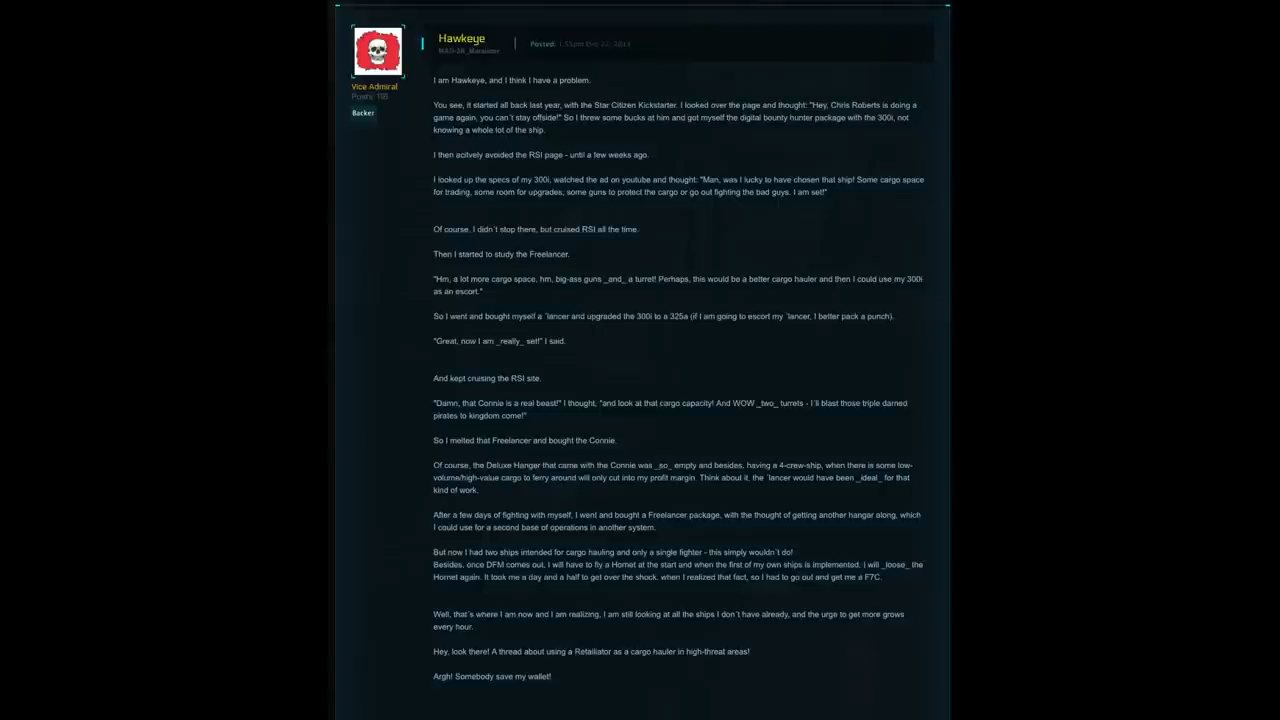 Hawkeye
Posted:
Vice Admiral
Posts: 118
Backer
I am Hawkeye, and I think I have a problem.
You see, it started all back last year, with the Star Citizen Kickstarter. I looked over the page and thought: "Hey, Chris Roberts is doing a
game again, you can´t stay offside!" So I threw some bucks at him and got myself the digital bounty hunter package with the 300i, not
knowing a whole lot of the ship.
I then acitvely avoided the RSI page - until a few weeks ago.
I looked up the specs of my 300i, watched the ad on youtube and thought: "Man, was I lucky to have chosen that ship! Some cargo space
for trading, some room for upgrades, some guns to protect the cargo or go out fighting the bad guys. I am set!"
Of course, I didn´t stop there, but cruised RSI all the time.
Then I started to study the Freelancer.
"Hm, a lot more cargo space, hm, big-ass guns _and_ a turret! Perhaps, this would be a better cargo hauler and then I could use my 300i
as an escort."
So I went and bought myself a ´lancer and upgraded the 300i to a 325a (if I am going to escort my ´lancer, I better pack a punch).
"Great, now I am _really_ set!" I said.
And kept cruising the RSI site.
"Damn, that Connie is a real beast!" I thought, "and look at that cargo capacity! And WOW _two_ turrets - I´ll blast those triple darned
pirates to kingdom come!"
So I melted that Freelancer and bought the Connie.
Of course, the Deluxe Hanger that came with the Connie was _so_ empty and besides, having a 4-crew-ship, when there is some low-
volume/high-value cargo to ferry around will only cut into my profit margin. Think about it, the ´lancer would have been _ideal_ for that
kind of work.
After a few days of fighting with myself, I went and bought a Freelancer package, with the thought of getting another hangar along, which
I could use for a second base of operations in another system.
But now I had two ships intended for cargo hauling and only a single fighter - this simply wouldn´t do!
Besides, once DFM comes out, I will have to fly a Hornet at the start and when the first of my own ships is implemented, I will _loose_ the
Hornet again. It took me a day and a half to get over the shock, when I realized that fact, so I had to go out and get me a F7C.
Well, that´s where I am now and I am realizing, I am still looking at all the ships I don´t have already, and the urge to get more grows
every hour.
Hey, look there! A thread about using a Retaliator as a cargo hauler in high-threat areas!
Argh! Somebody save my wallet!